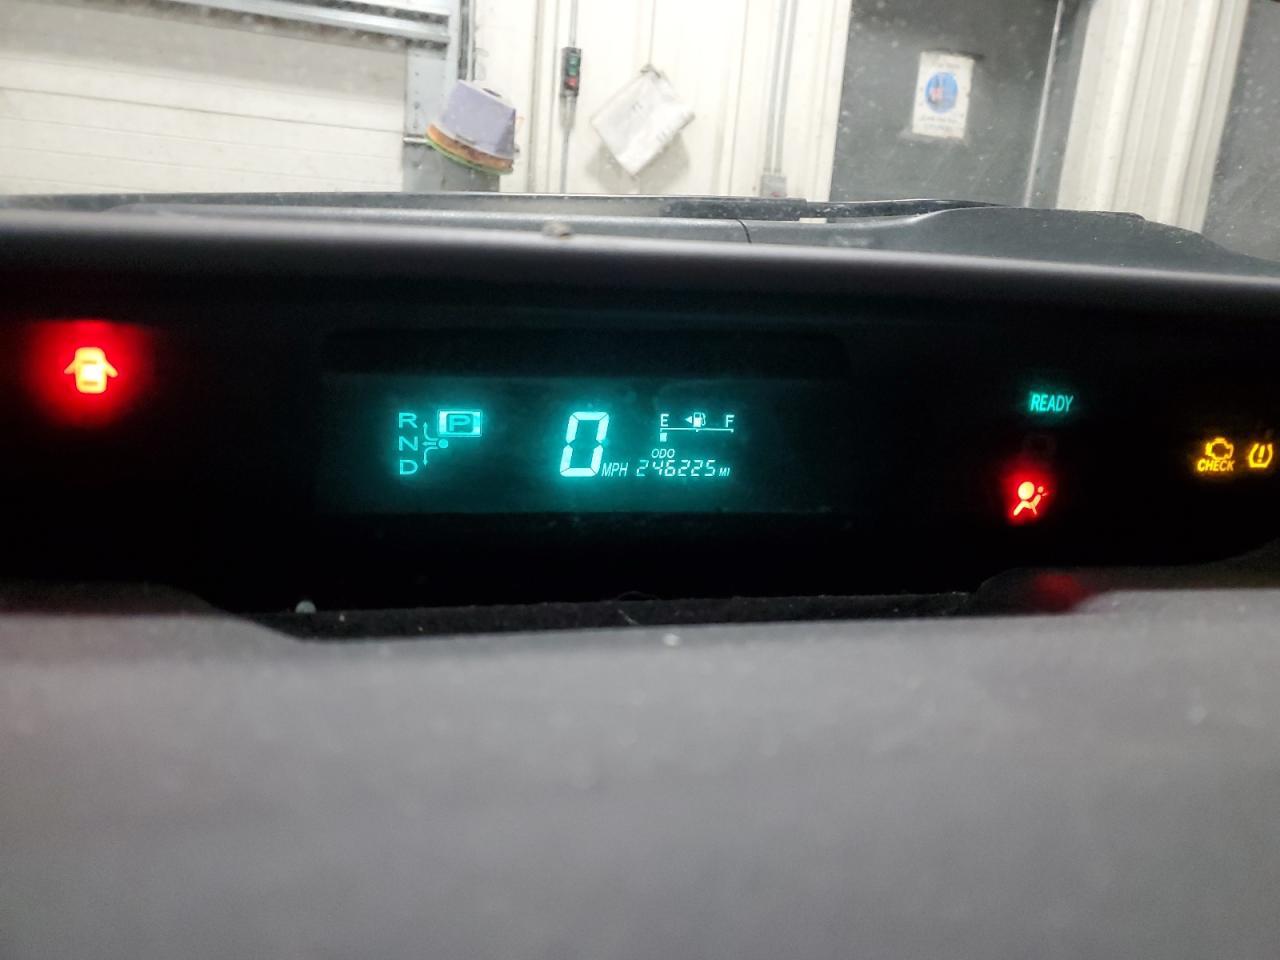 R P
N
D
0 MPH
E F
ODO
246225 MI
READY
CHECK